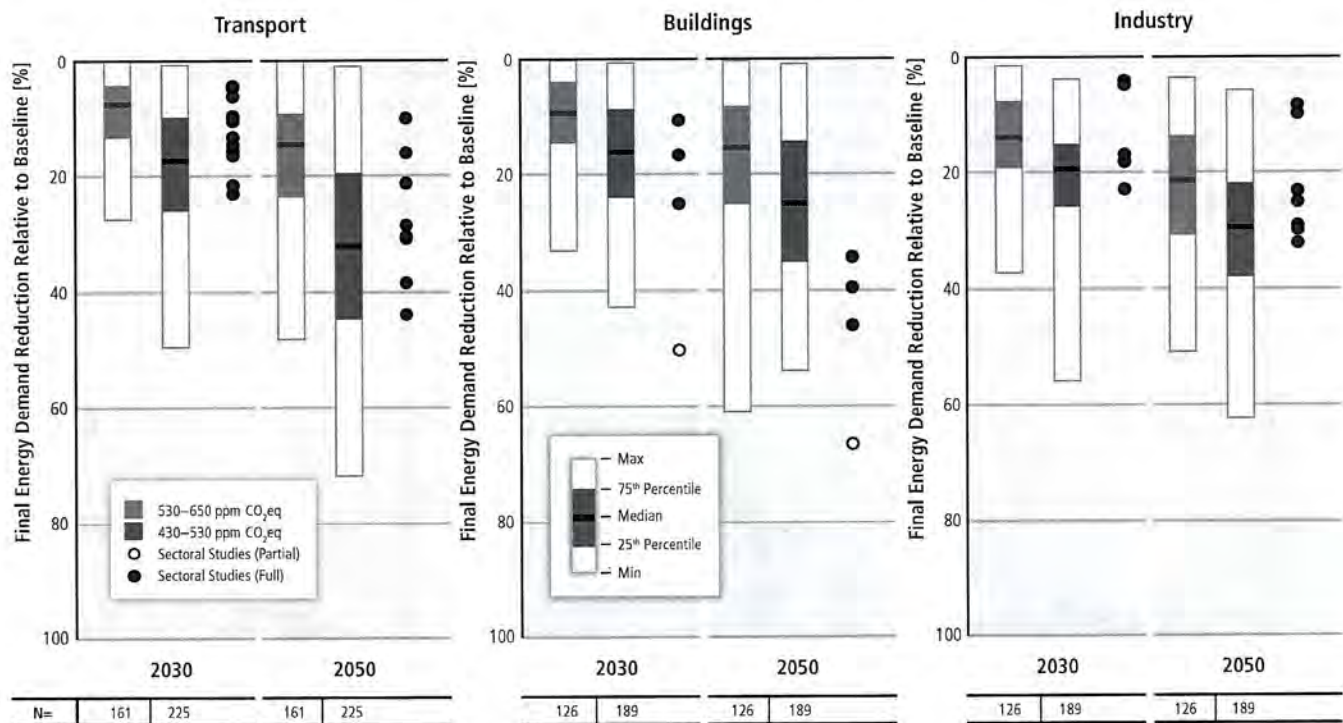 Transport
Final Energy Demand Reduction Relative to Baseline [%]
0
20
40
60
80
100
530–650 ppm CO₂eq
430–530 ppm CO₂eq
Sectoral Studies (Partial)
Sectoral Studies (Full)
2030 2050
N= 161 225 161 225
Buildings
Final Energy Demand Reduction Relative to Baseline [%]
0
20
40
60
80
100
Max
75th Percentile
Median
25th Percentile
Min
2030 2050
126 189 126 189
Industry
Final Energy Demand Reduction Relative to Baseline [%]
0
20
40
60
80
100
2030 2050
126 189 126 189